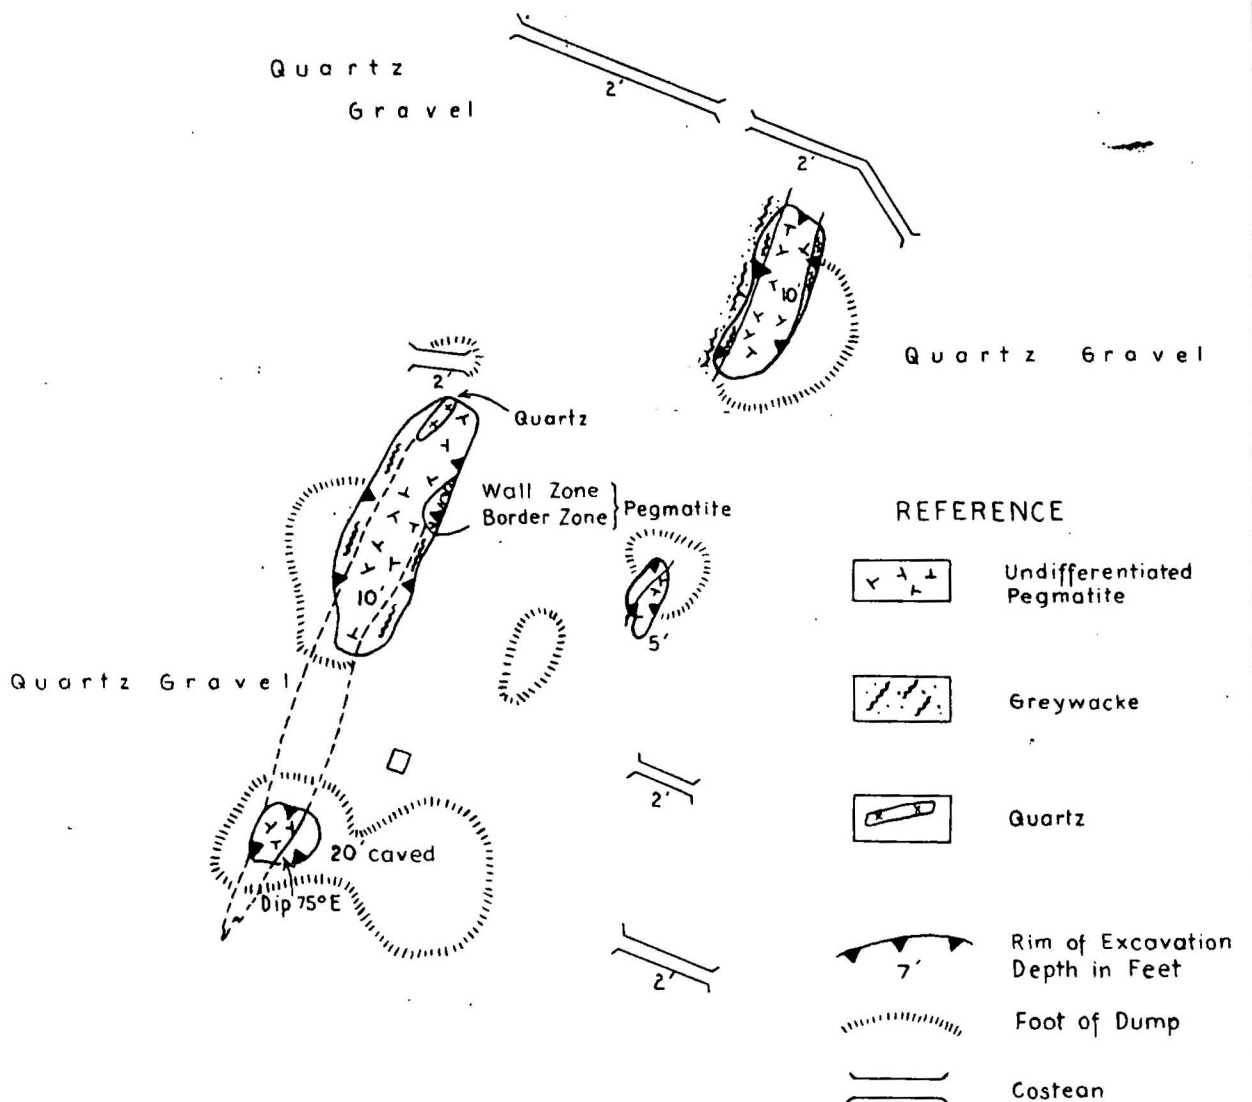 Quartz
Gravel
2'
2'
10'
Quartz Gravel
2'
Quartz
Wall Zone
Border Zone
Pegmatite
10'
5'
Quartz Gravel
2'
20' caved
Dip 75°E
2'
REFERENCE
Undifferentiated
Pegmatite
Greywacke
Quartz
Rim of Excavation
Depth in Feet
7'
Foot of Dump
Costean